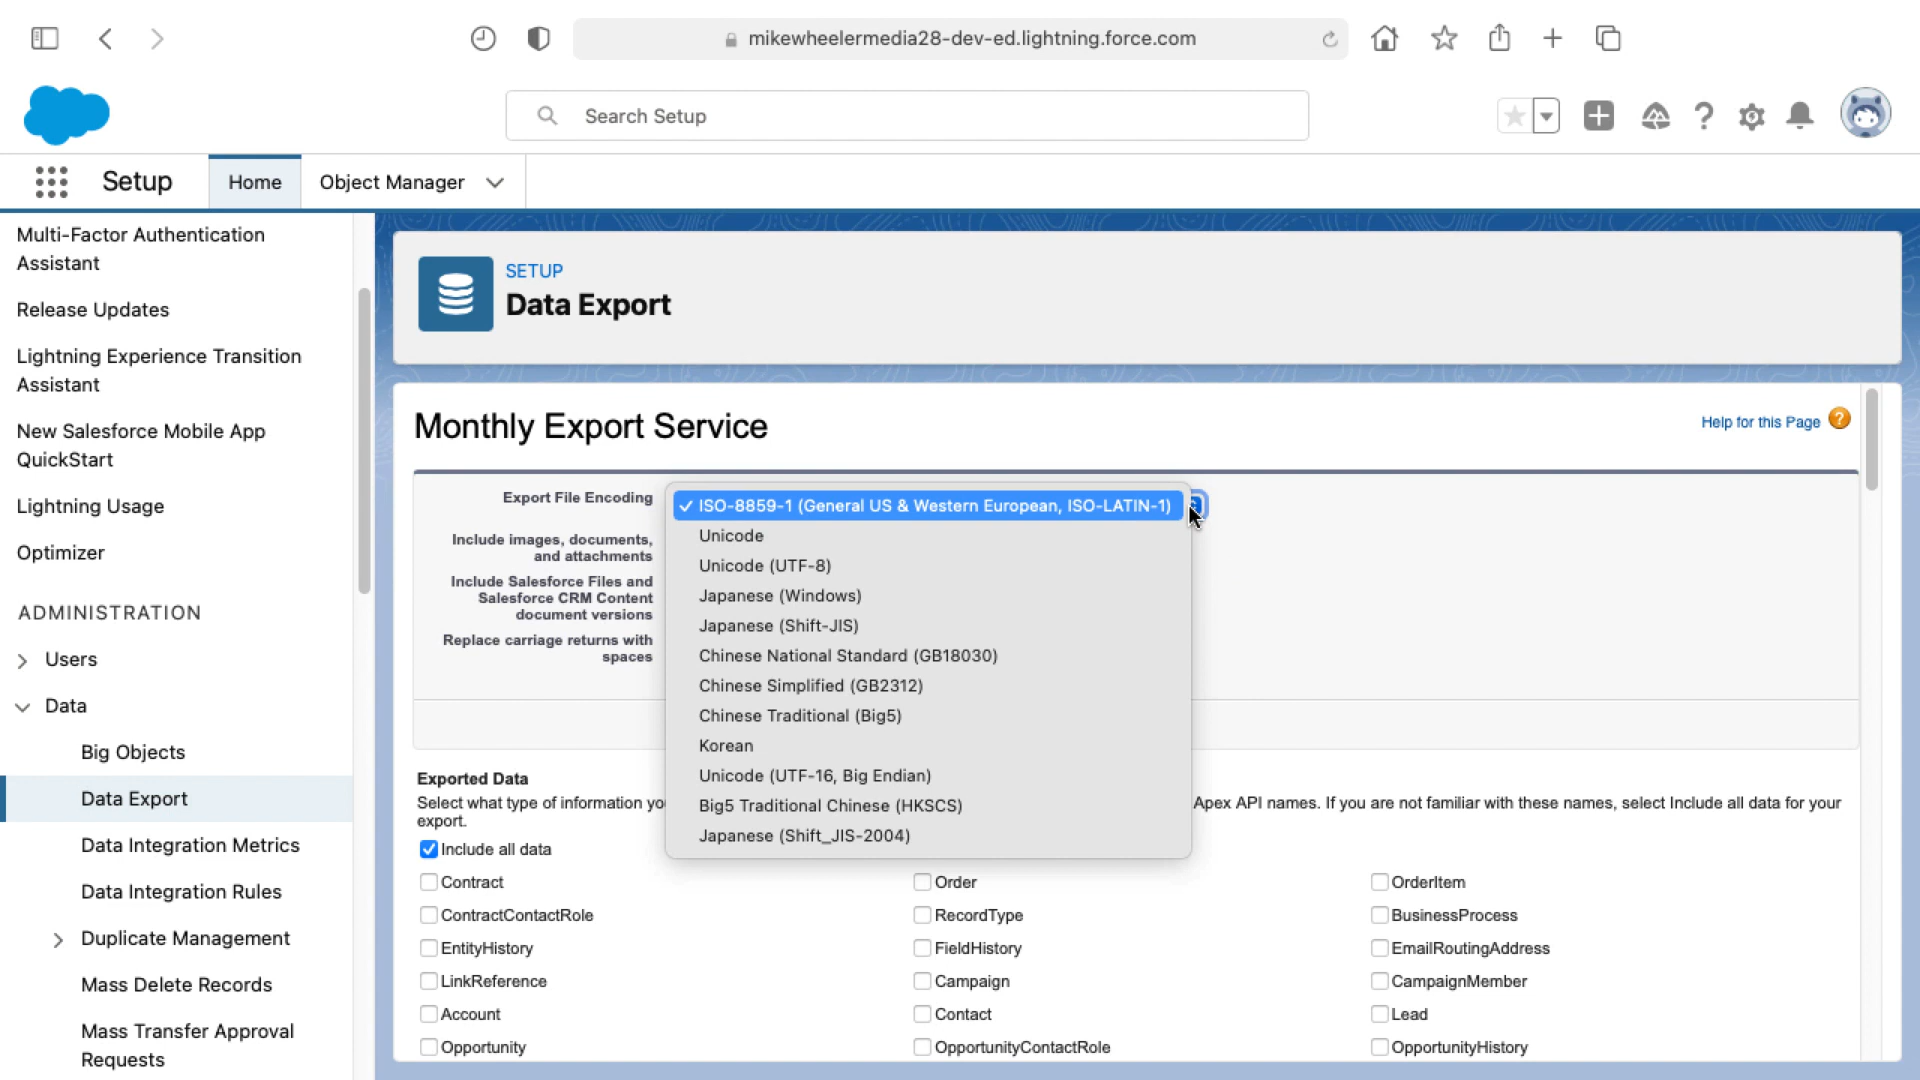 mikewheelermedia28-dev-ed.lightning.force.com
Search Setup
Setup
Home
Object Manager
Multi-Factor Authentication
Assistant
Release Updates
Lightning Experience Transition
Assistant
New Salesforce Mobile App
QuickStart
Lightning Usage
Optimizer
ADMINISTRATION
Users
Data
Big Objects
Data Export
Data Integration Metrics
Data Integration Rules
Duplicate Management
Mass Delete Records
Mass Transfer Approval
Requests
SETUP
Data Export
Monthly Export Service
Help for this Page
Export File Encoding
Include images, documents,
and attachments
Include Salesforce Files and
Salesforce CRM Content
document versions
Replace carriage returns with
spaces
✓ ISO-8859-1 (General US & Western European, ISO-LATIN-1)
Unicode
Unicode (UTF-8)
Japanese (Windows)
Japanese (Shift-JIS)
Chinese National Standard (GB18030)
Chinese Simplified (GB2312)
Chinese Traditional (Big5)
Korean
Unicode (UTF-16, Big Endian)
Big5 Traditional Chinese (HKSCS)
Japanese (Shift_JIS-2004)
Exported Data
Select what type of information yo Apex API names. If you are not familiar with these names, select Include all data for your
export.
Include all data
Contract Order OrderItem
ContractContactRole RecordType BusinessProcess
EntityHistory FieldHistory EmailRoutingAddress
LinkReference Campaign CampaignMember
Account Contact Lead
Opportunity OpportunityContactRole OpportunityHistory